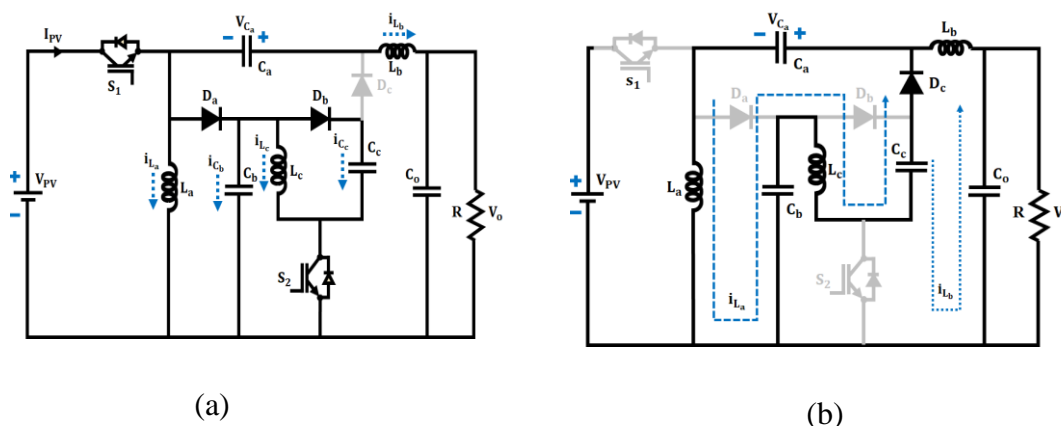 V_Ca
i_Lb
I_PV
− +
C_a
L_b
S_1
D_c
D_a
D_b
i_La
i_Cb
i_Lc
i_Cc
C_c
L_a
C_b
L_c
C_o
+
V_PV
−
R
V_o
S_2
(a)
V_Ca
L_b
− +
C_a
S_1
D_c
D_a
D_b
C_c
L_a
L_c
C_o
+
V_PV
−
C_b
R
V
S_2
i_La
i_Lb
(b)